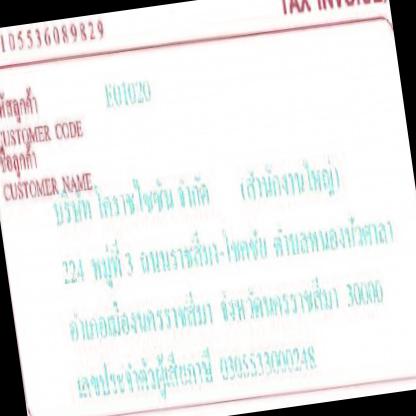 TAX INVOICE
105536089829
รหัสลูกค้า E01020
CUSTOMER CODE
ชื่อลูกค้า
CUSTOMER NAME
บริษัท โคราชไซซัน จำกัด (สำนักงานใหญ่)
224 หมู่ที่ 3 ถนนราชสีมา-โชคชัย ตำบลหนองบัวศาลา
อำเภอเมืองนครราชสีมา จังหวัดนครราชสีมา 30000
เลขประจำตัวผู้เสียภาษี 0305533000248